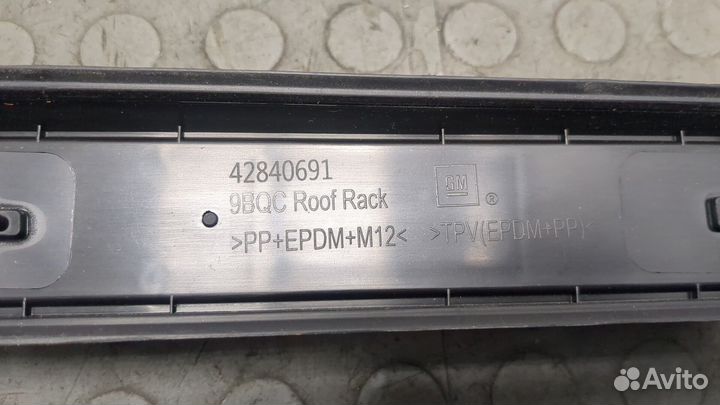 42840691
9BQC Roof Rack
GM ®
>PP+EPDM+M12< >TPV(EPDM+PP)<
Avito